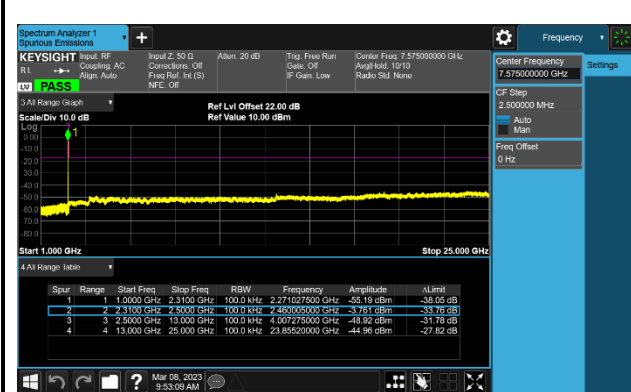 Spectrum Analyzer 1
Spurious Emissions
+
Frequency
KEYSIGHT Input: RF Input Z: 50 Ω Atten: 20 dB Trig: Free Run Center Freq: 7.575000000 GHz
Coupling: AC Corrections: Off Gate: Off Avg|Hold: 10/10
Align: Auto Freq Ref: Int (S) IF Gain: Low Radio Std: None
NFE: Off
PASS
Center Frequency
7.575000000 GHz
Settings
CF Step
2.500000 MHz
Auto
Man
Freq Offset
0 Hz
3 All Range Graph
Ref Lvl Offset 22.00 dB
Scale/Div 10.0 dB Ref Value 10.00 dBm
Log
1
0.00
-10.0
-20.0
-30.0
-40.0
-50.0
-60.0
-70.0
-80.0
Start 1.000 GHz Stop 25.000 GHz
4 All Range Table
Spur Range Start Freq Stop Freq RBW Frequency Amplitude ΔLimit
1 1 1.0000 GHz 2.3100 GHz 100.0 kHz 2.271027500 GHz -55.19 dBm -38.05 dB
2 2 2.3100 GHz 2.5000 GHz 100.0 kHz 2.460005000 GHz -3.761 dBm -33.76 dB
3 3 2.5000 GHz 13.000 GHz 100.0 kHz 4.007275000 GHz -48.92 dBm -31.78 dB
4 4 13.000 GHz 25.000 GHz 100.0 kHz 23.85520000 GHz -44.96 dBm -27.82 dB
?
Mar 08, 2023
9:53:09 AM